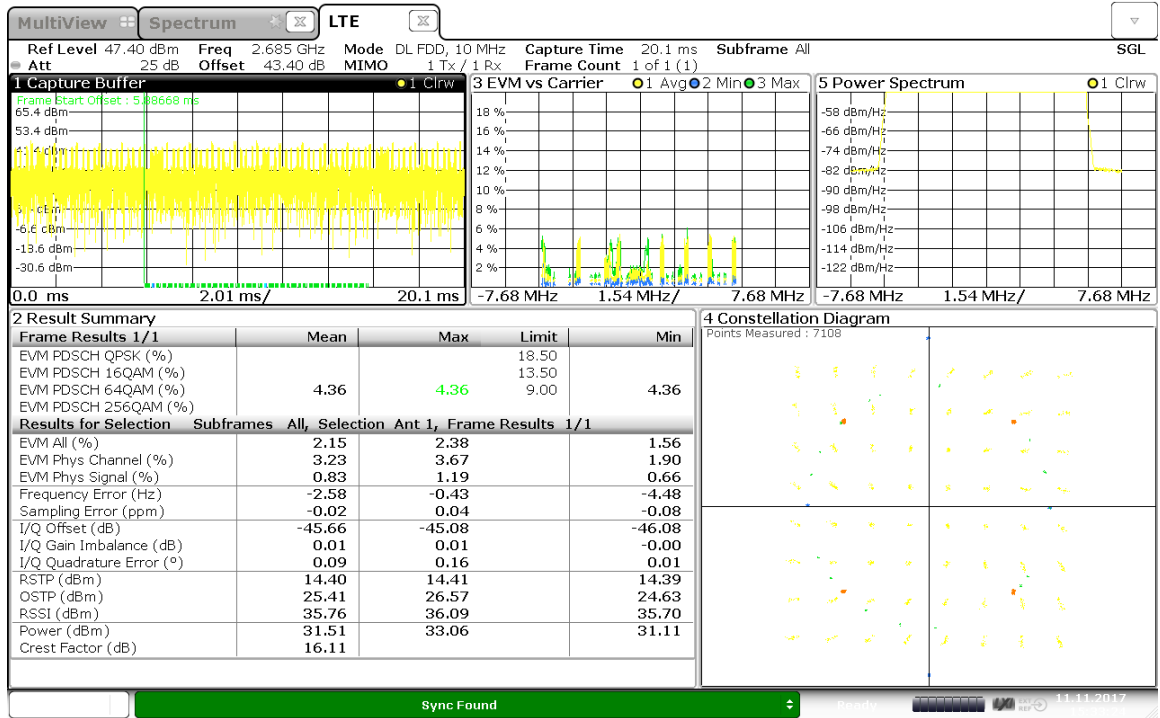 MultiView Spectrum LTE
Ref Level 47.40 dBm Freq 2.685 GHz Mode DL FDD, 10 MHz Capture Time 20.1 ms Subframe All SGL
Att 25 dB Offset 43.40 dB MIMO 1 Tx / 1 Rx Frame Count 1 of 1 (1)
1 Capture Buffer 1 Clrw
Frame Start Offset : 5.88668 ms
65.4 dBm
53.4 dBm
-6.6 dBm
-18.6 dBm
-30.6 dBm
0.0 ms 2.01 ms/ 20.1 ms
3 EVM vs Carrier 1 Avg 2 Min 3 Max
18 %
16 %
14 %
12 %
10 %
8 %
6 %
4 %
2 %
-7.68 MHz 1.54 MHz/ 7.68 MHz
5 Power Spectrum 1 Clrw
-58 dBm/Hz
-66 dBm/Hz
-74 dBm/Hz
-82 dBm/Hz
-90 dBm/Hz
-98 dBm/Hz
-106 dBm/Hz
-114 dBm/Hz
-122 dBm/Hz
-7.68 MHz 1.54 MHz/ 7.68 MHz
2 Result Summary
Frame Results 1/1 Mean Max Limit Min
EVM PDSCH QPSK (%) 18.50
EVM PDSCH 16QAM (%) 13.50
EVM PDSCH 64QAM (%) 4.36 4.36 9.00 4.36
EVM PDSCH 256QAM (%)
Results for Selection Subframes All, Selection Ant 1, Frame Results 1/1
EVM All (%) 2.15 2.38 1.56
EVM Phys Channel (%) 3.23 3.67 1.90
EVM Phys Signal (%) 0.83 1.19 0.66
Frequency Error (Hz) -2.58 -0.43 -4.48
Sampling Error (ppm) -0.02 0.04 -0.08
I/Q Offset (dB) -45.66 -45.08 -46.08
I/Q Gain Imbalance (dB) 0.01 0.01 -0.00
I/Q Quadrature Error (°) 0.09 0.16 0.01
RSTP (dBm) 14.40 14.41 14.39
OSTP (dBm) 25.41 26.57 24.63
RSSI (dBm) 35.76 36.09 35.70
Power (dBm) 31.51 33.06 31.11
Crest Factor (dB) 16.11
4 Constellation Diagram
Points Measured : 7108
Sync Found
Ready
LXI
EXT REF
11.11.2017